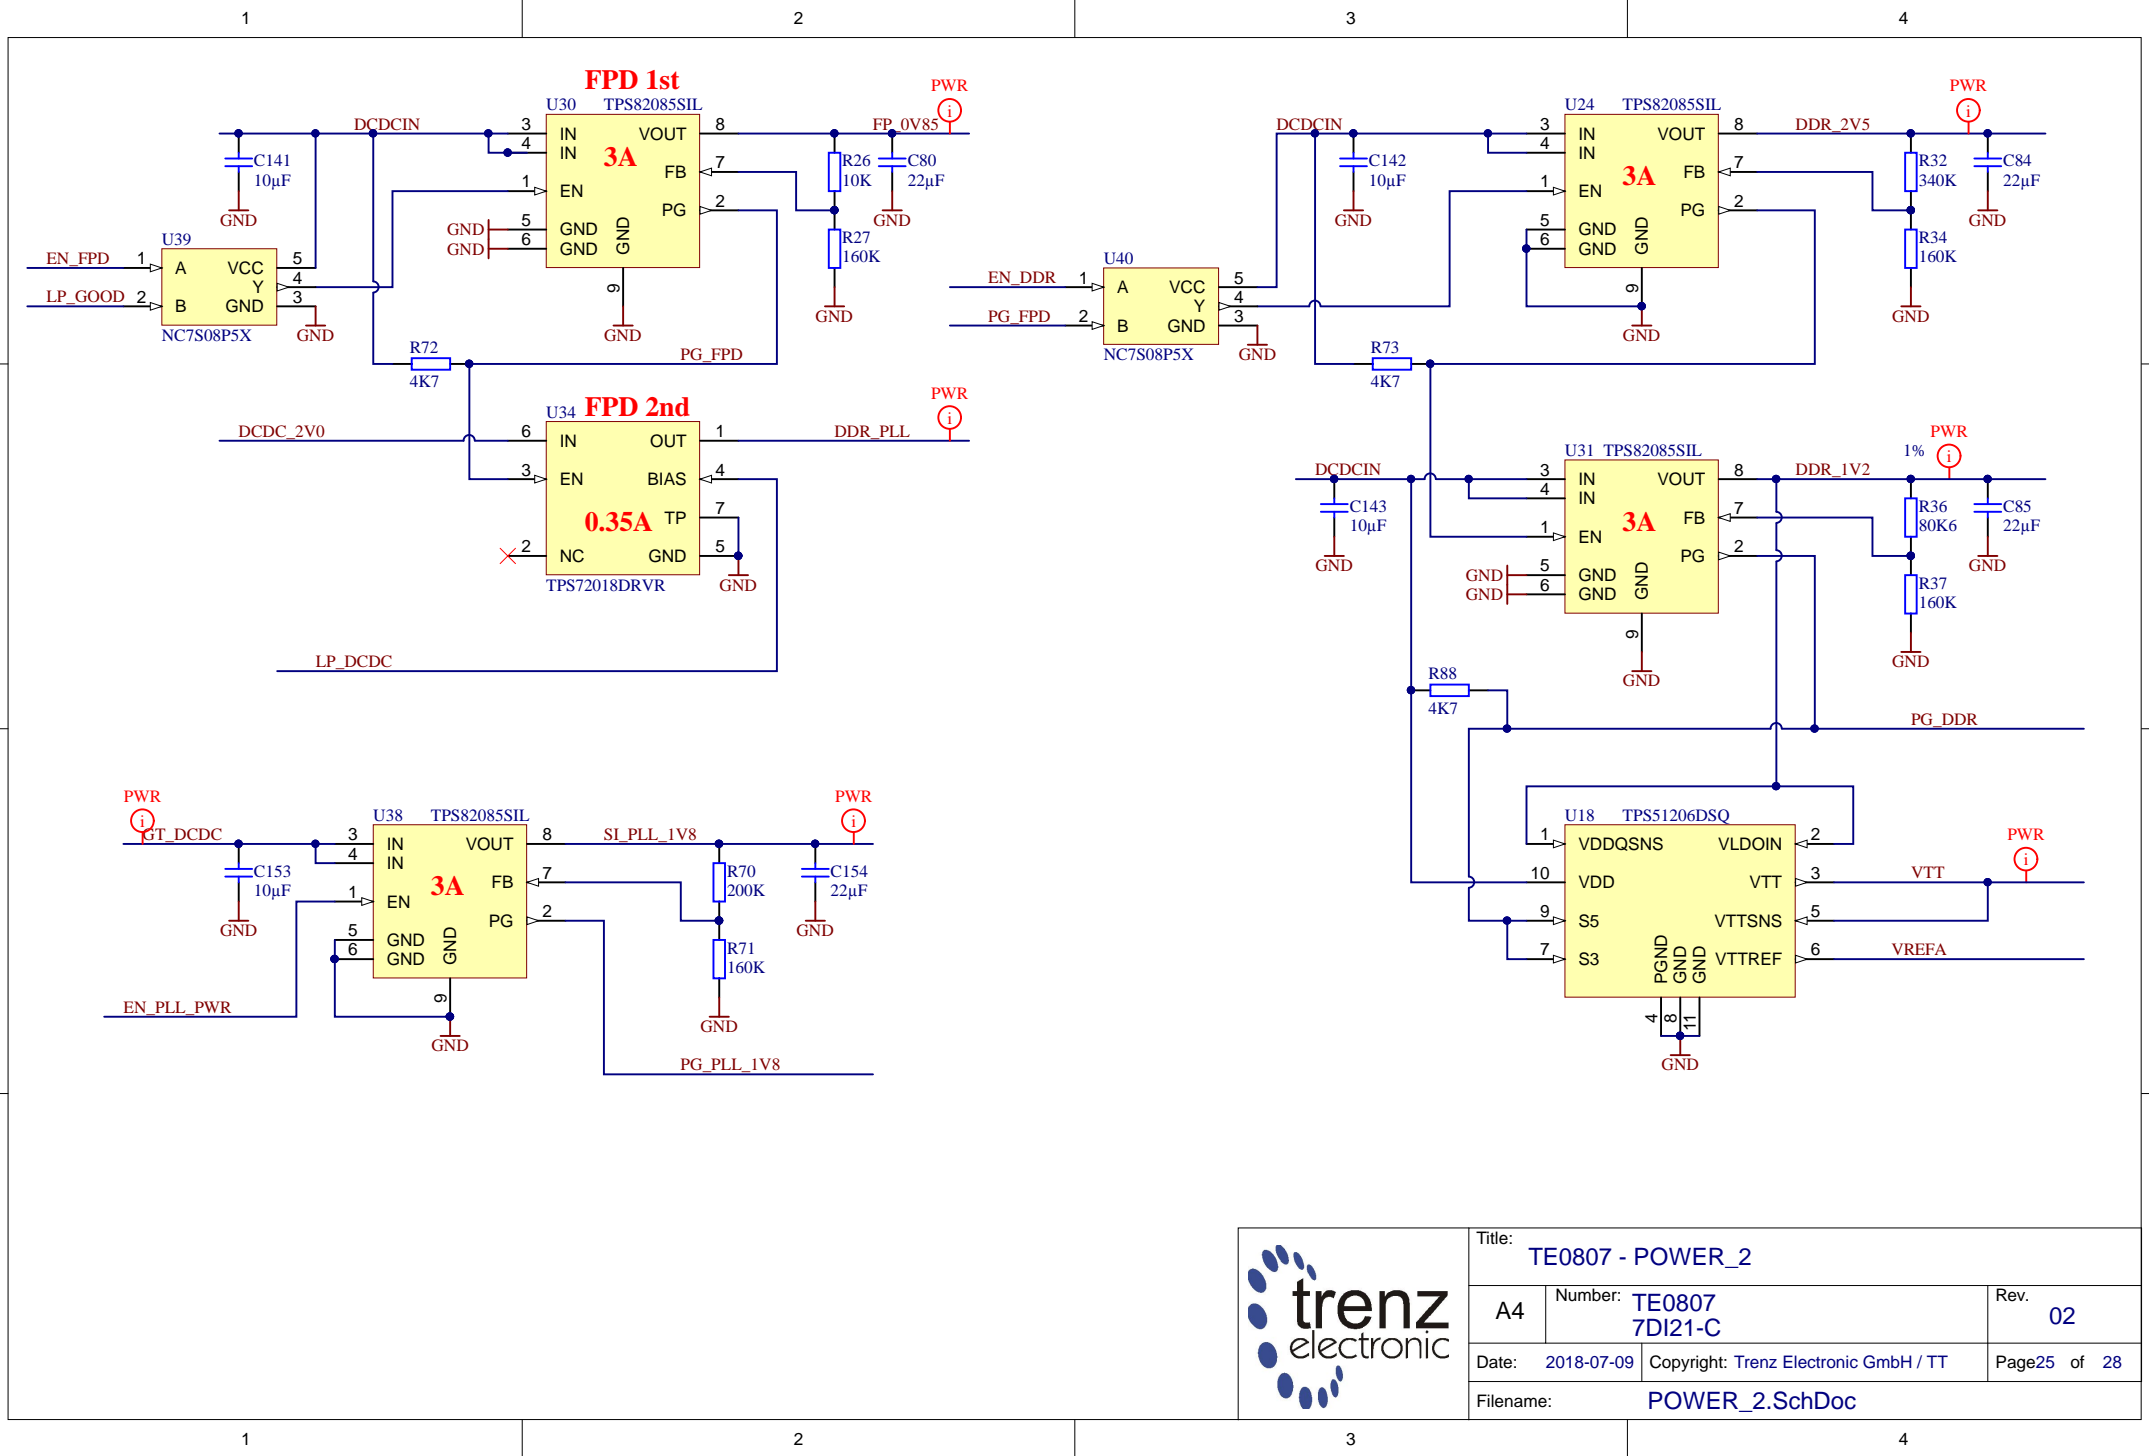 1 2 3 4
FPD 1st
PWR
U30 TPS82085SIL
DCDCIN
3 IN VOUT 8
FP_0V85
4 IN
3A
C141
10µF
GND
1 EN
FB 7
PG 2
R26
10K
C80
22µF
GND
GND 5 GND
GND 6 GND
GND
9
GND
R27
160K
GND
U39
EN_FPD 1 A VCC 5
Y 4
LP_GOOD 2 B GND 3
NC7S08P5X
GND
R72
4K7
PG_FPD
U34 FPD 2nd
PWR
DCDC_2V0
6 IN OUT 1
DDR_PLL
3 EN BIAS 4
0.35A
TP 7
2 NC GND 5
TPS72018DRVR
GND
LP_DCDC
PWR
GT_DCDC
U38 TPS82085SIL
3 IN VOUT 8
SI_PLL_1V8
PWR
4 IN
3A
C153
10µF
GND
1 EN
FB 7
PG 2
R70
200K
C154
22µF
GND
5 GND
6 GND
GND
9
GND
R71
160K
GND
EN_PLL_PWR
PG_PLL_1V8
PWR
U24 TPS82085SIL
DCDCIN
3 IN VOUT 8
DDR_2V5
4 IN
3A
C142
10µF
GND
1 EN
FB 7
PG 2
R32
340K
C84
22µF
GND
5 GND
6 GND
GND
9
GND
R34
160K
GND
U40
EN_DDR 1 A VCC 5
Y 4
PG_FPD 2 B GND 3
NC7S08P5X
GND
R73
4K7
PWR
1%
U31 TPS82085SIL
DCDCIN
3 IN VOUT 8
DDR_1V2
4 IN
3A
C143
10µF
GND
1 EN
FB 7
PG 2
R36
80K6
C85
22µF
GND
GND 5 GND
GND 6 GND
GND
9
GND
R37
160K
GND
R88
4K7
PG_DDR
U18 TPS51206DSQ
1 VDDQSNS VLDOIN 2
PWR
10 VDD VTT 3
VTT
9 S5 VTTSNS 5
7 S3 VTTREF 6
VREFA
PGND
GND
GND
4
8
11
GND
trenz
electronic
Title:
TE0807 - POWER_2
A4
Number: TE0807
7DI21-C
Rev.
02
Date: 2018-07-09 Copyright: Trenz Electronic GmbH / TT Page25 of 28
Filename: POWER_2.SchDoc
1 2 3 4